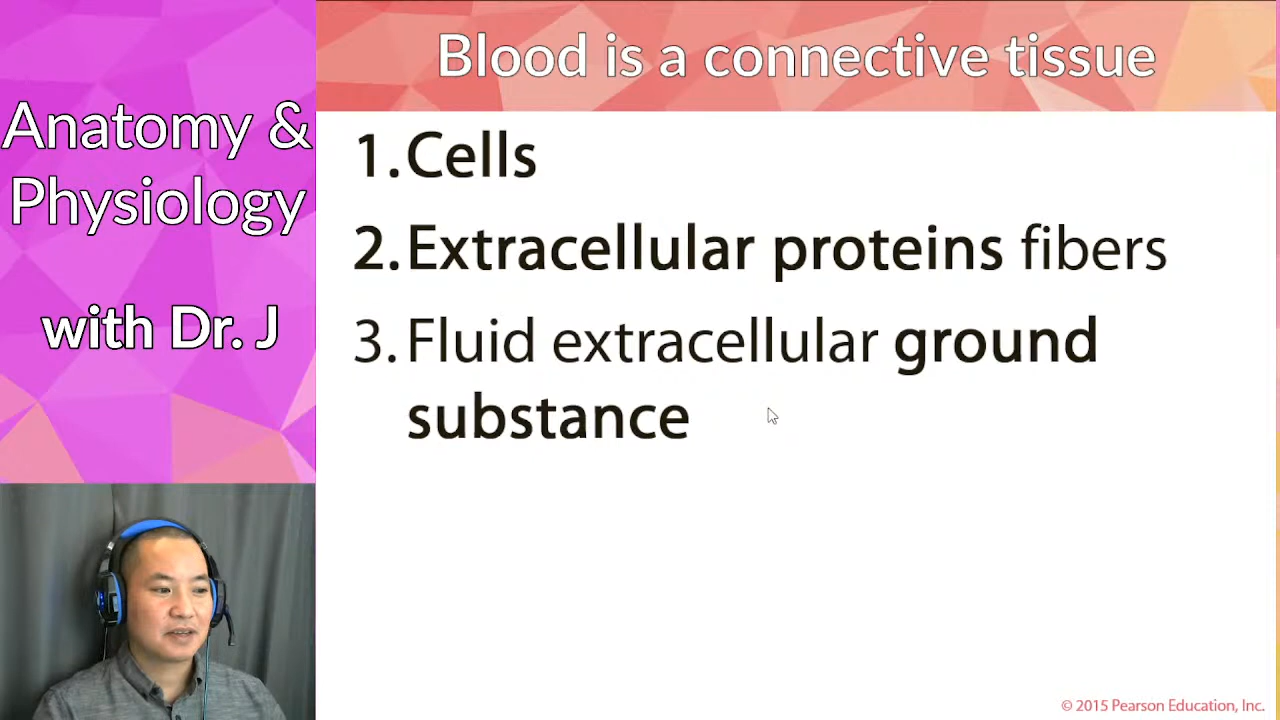 Anatomy &
Physiology
with Dr. J
Blood is a connective tissue
1. Cells
2. Extracellular proteins fibers
3. Fluid extracellular ground
substance
© 2015 Pearson Education, Inc.